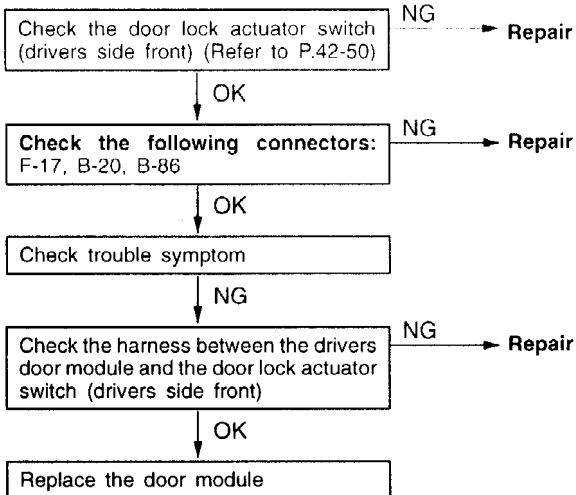 Check the door lock actuator switch
(drivers side front) (Refer to P.42-50)
NG
Repair
OK
Check the following connectors:
F-17, B-20, B-86
NG
Repair
OK
Check trouble symptom
NG
Check the harness between the drivers
door module and the door lock actuator
switch (drivers side front)
NG
Repair
OK
Replace the door module